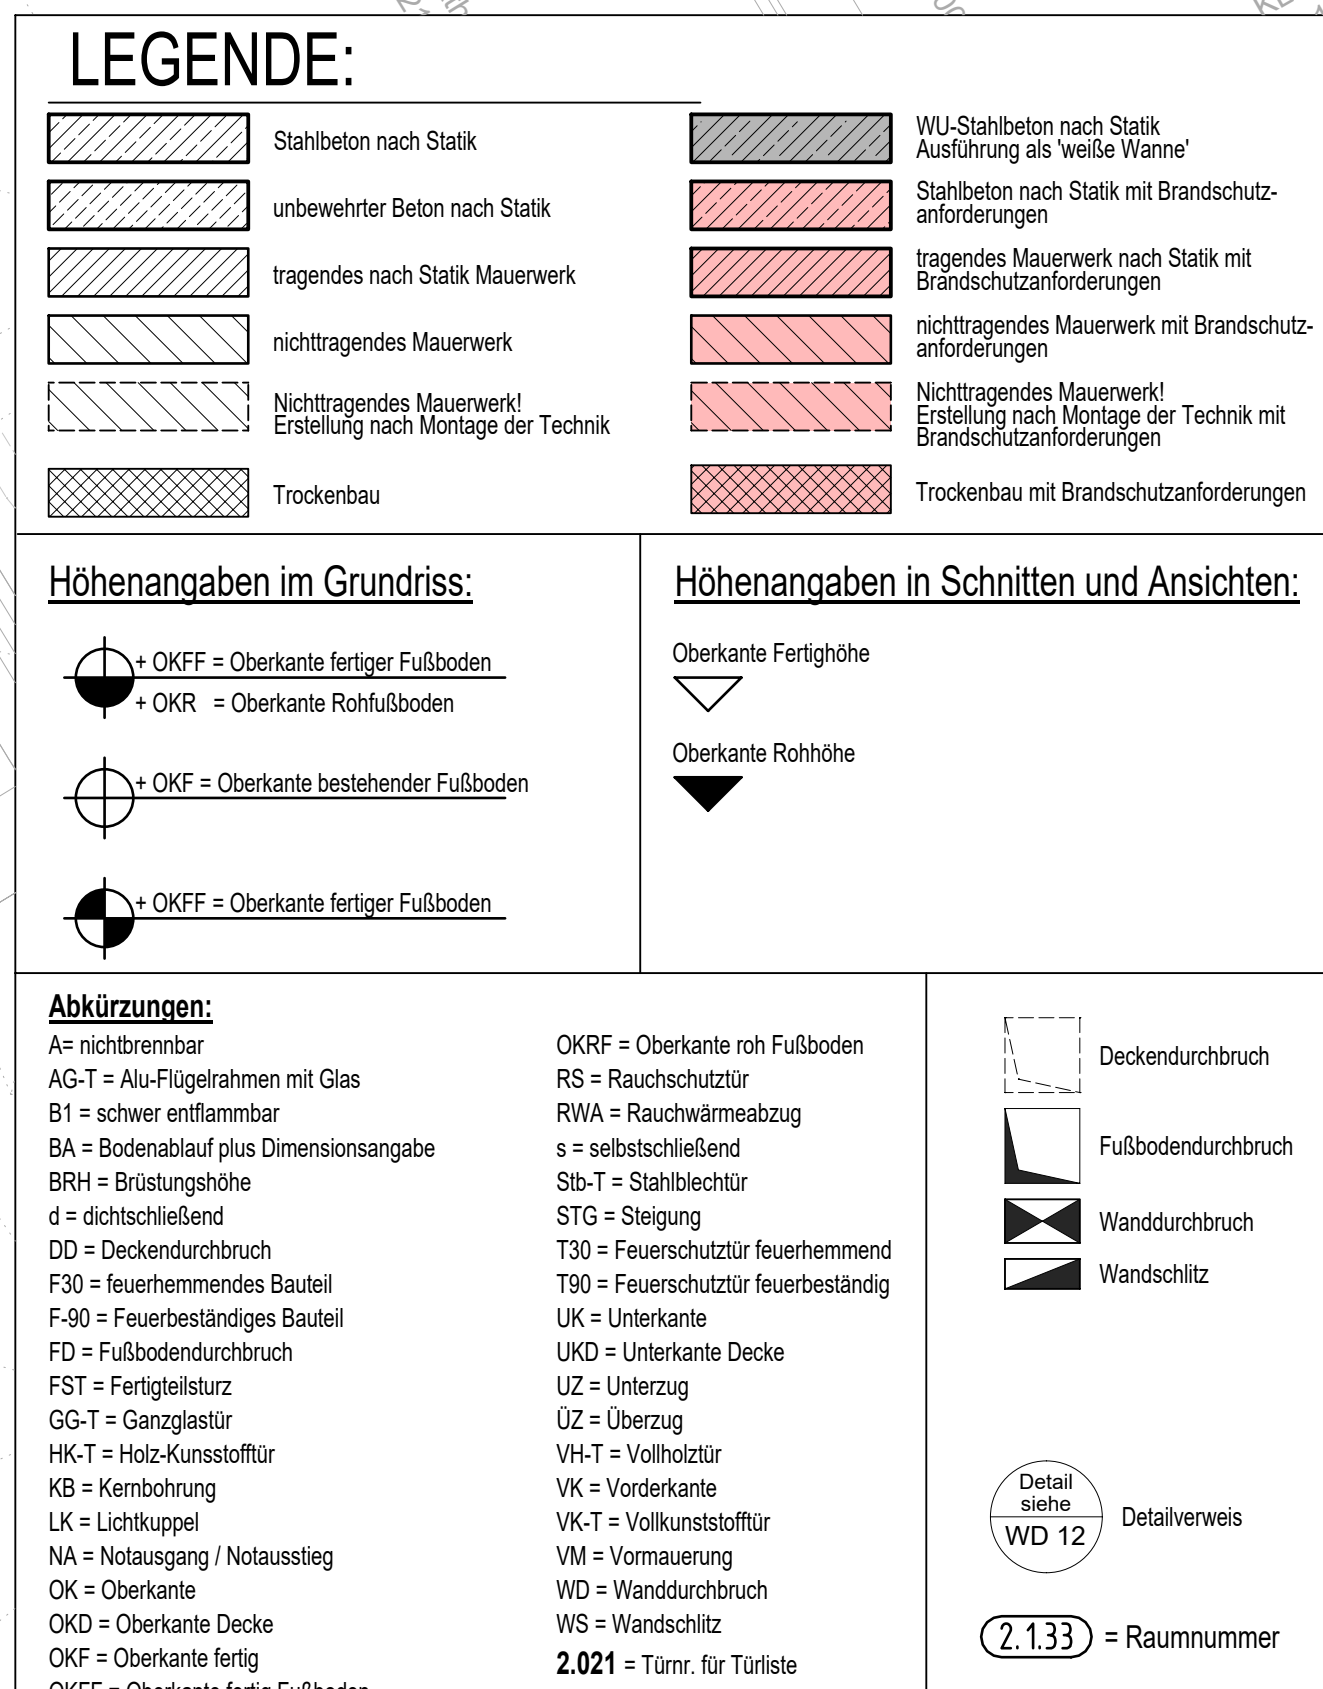 LEGENDE:
Stahlbeton nach Statik
unbewehrter Beton nach Statik
tragendes nach Statik Mauerwerk
nichttragendes Mauerwerk
Nichttragendes Mauerwerk!
Erstellung nach Montage der Technik
Trockenbau
WU-Stahlbeton nach Statik
Ausführung als 'weiße Wanne'
Stahlbeton nach Statik mit Brandschutz-
anforderungen
tragendes Mauerwerk nach Statik mit
Brandschutzanforderungen
nichttragendes Mauerwerk mit Brandschutz-
anforderungen
Nichttragendes Mauerwerk!
Erstellung nach Montage der Technik mit
Brandschutzanforderungen
Trockenbau mit Brandschutzanforderungen
Höhenangaben im Grundriss:
+ OKFF = Oberkante fertiger Fußboden
+ OKR = Oberkante Rohfußboden
+ OKF = Oberkante bestehender Fußboden
+ OKFF = Oberkante fertiger Fußboden
Höhenangaben in Schnitten und Ansichten:
Oberkante Fertighöhe
Oberkante Rohhöhe
Abkürzungen:
A= nichtbrennbar
AG-T = Alu-Flügelrahmen mit Glas
B1 = schwer entflammbar
BA = Bodenablauf plus Dimensionsangabe
BRH = Brüstungshöhe
d = dichtschließend
DD = Deckendurchbruch
F30 = feuerhemmendes Bauteil
F-90 = Feuerbeständiges Bauteil
FD = Fußbodendurchbruch
FST = Fertigteilsturz
GG-T = Ganzglastür
HK-T = Holz-Kunsstofftür
KB = Kernbohrung
LK = Lichtkuppel
NA = Notausgang / Notausstieg
OK = Oberkante
OKD = Oberkante Decke
OKF = Oberkante fertig
OKFF = Oberkante fertig Fußboden
OKRF = Oberkante roh Fußboden
RS = Rauchschutztür
RWA = Rauchwärmeabzug
s = selbstschließend
Stb-T = Stahlblechtür
STG = Steigung
T30 = Feuerschutztür feuerhemmend
T90 = Feuerschutztür feuerbeständig
UK = Unterkante
UKD = Unterkante Decke
UZ = Unterzug
ÜZ = Überzug
VH-T = Vollholztür
VK = Vorderkante
VK-T = Vollkunststofftür
VM = Vormauerung
WD = Wanddurchbruch
WS = Wandschlitz
2.021 = Türnr. für Türliste
Deckendurchbruch
Fußbodendurchbruch
Wanddurchbruch
Wandschlitz
Detail
siehe
WD 12
Detailverweis
2.1.33 = Raumnummer